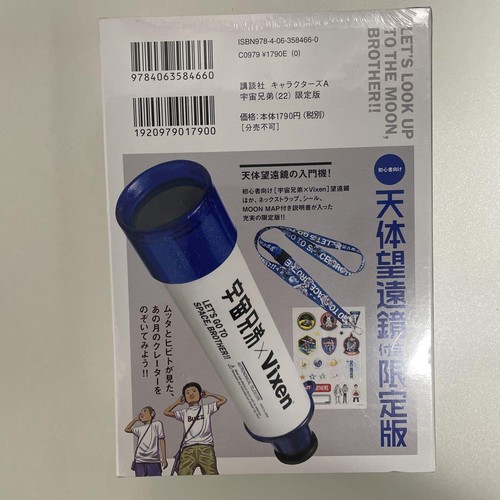 ISBN978-4-06-358466-0
C0979 ¥1790E (0)
9784063584660
1920979017900
講談社 キャラクターズA
宇宙兄弟(22) 限定版
価格:本体1790円(税別)
[分売不可]
LET'S LOOK UP
TO THE MOON,
BROTHER!!
天体望遠鏡の入門機!
初心者向け[宇宙兄弟×Vixen]望遠鏡
ほか、ネックストラップ、シール、
MOON MAP付き説明書が入った
充実の限定版!!
初心者向け
天体望遠鏡付き限定版
宇宙兄弟×Vixen
LET'S GO TO
SPACE, BROTHER!!
ムッタとヒビトが見た、
あの月のクレーターを
のぞいてみよう!!